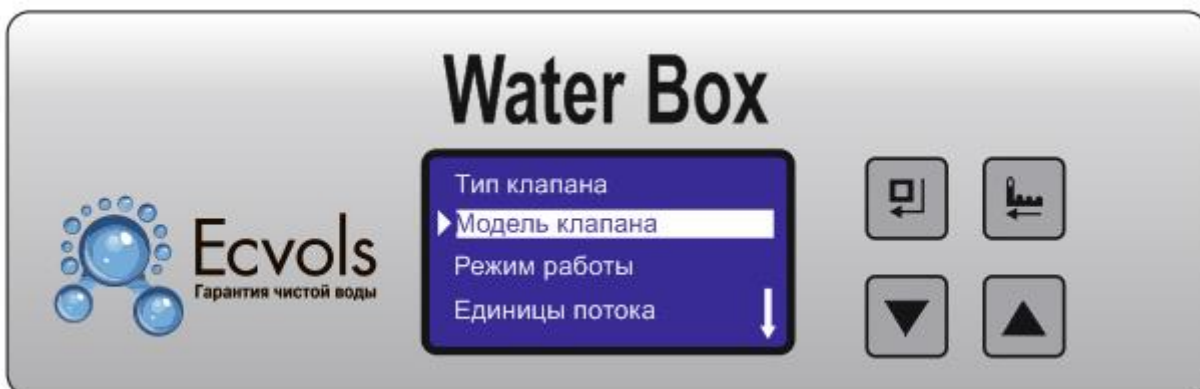 Water Box
Ecvols
Гарантия чистой воды
Тип клапана
Модель клапана
Режим работы
Единицы потока